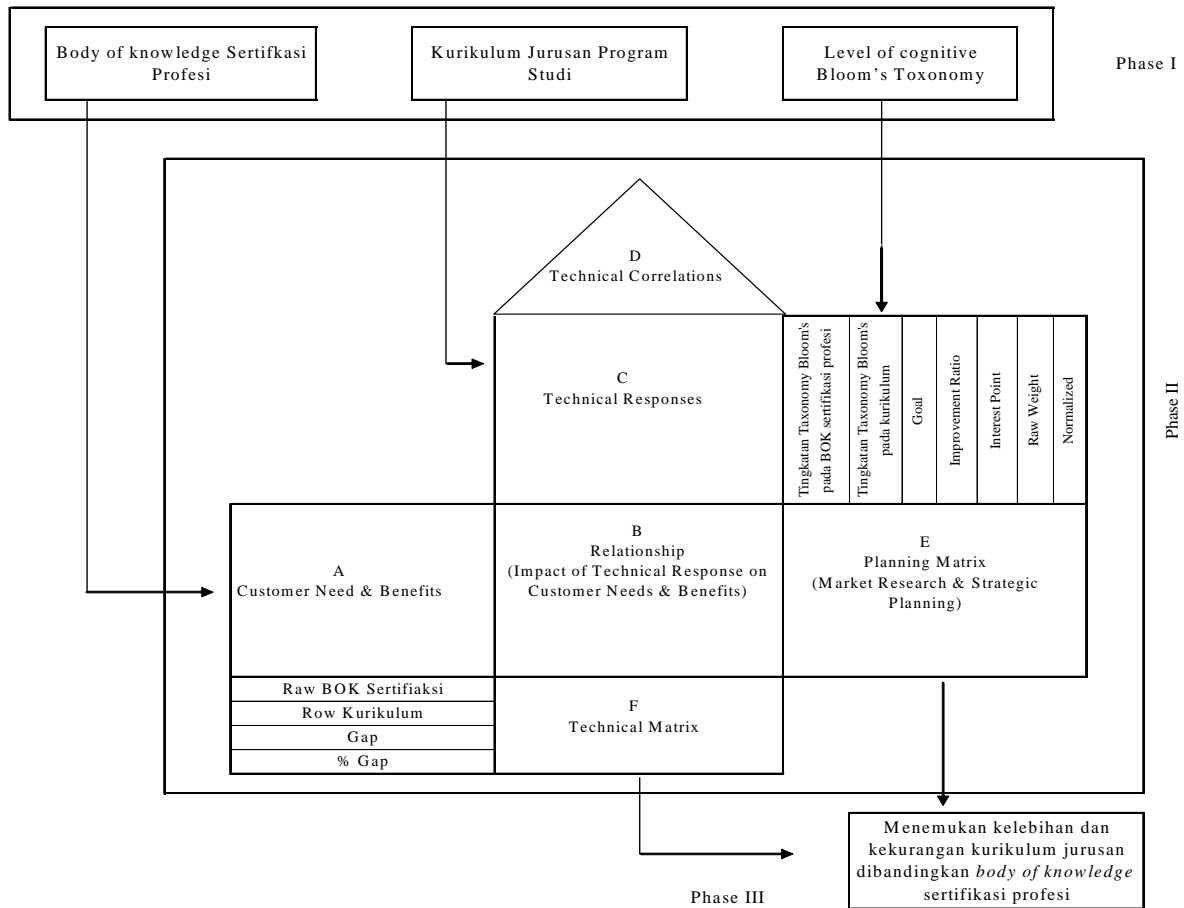 Body of knowledge Sertifkasi
Profesi
Kurikulum Jurusan Program
Studi
Level of cognitive
Bloom's Toxonomy
Phase I
D
Technical Correlations
C
Technical Responses
Tingkatan Taxonomy Bloom's
pada BOK sertifikasi profesi
Tingkatan Taxonomy Bloom's
pada kurikulum
Goal
Improvement Ratio
Interest Point
Raw Weight
Normalized
Phase II
A
Customer Need & Benefits
B
Relationship
(Impact of Technical Response on
Customer Needs & Benefits)
E
Planning Matrix
(Market Research & Strategic
Planning)
Raw BOK Sertifiaksi
Row Kurikulum
Gap
% Gap
F
Technical Matrix
Menemukan kelebihan dan
kekurangan kurikulum jurusan
dibandingkan body of knowledge
sertifikasi profesi
Phase III